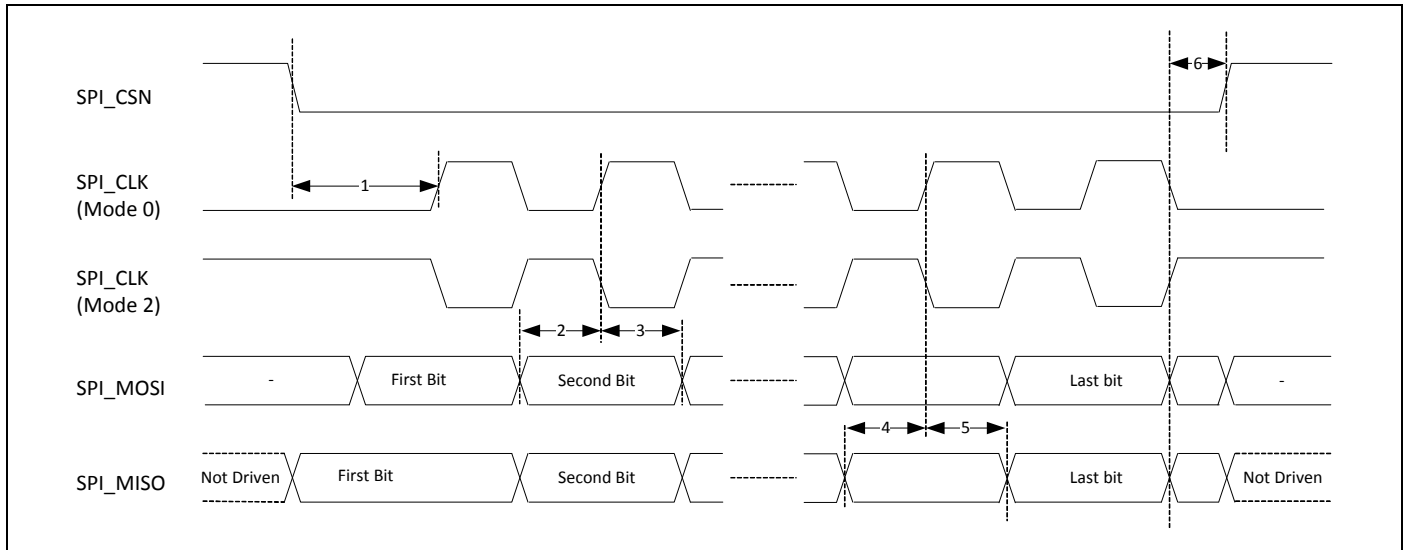 6
SPI_CSN
SPI_CLK
(Mode 0)
1
SPI_CLK
(Mode 2)
2 3
SPI_MOSI - First Bit Second Bit Last bit -
4 5
SPI_MISO Not Driven First Bit Second Bit Last bit Not Driven